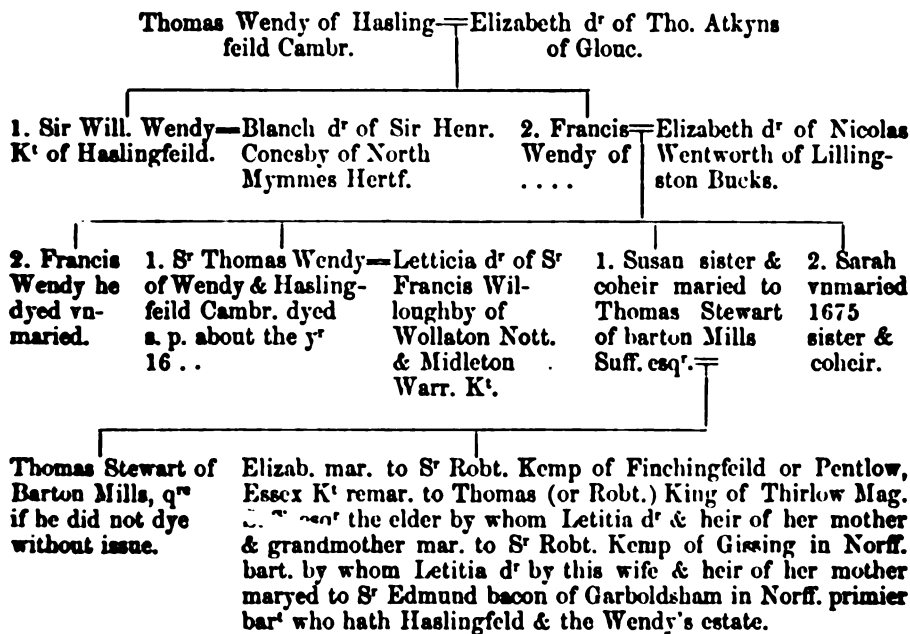 Thomas Wendy of Hasling-
feild Cambr.
Elizabeth dʳ of Tho. Atkyns
of Glouc.
1. Sir Will. Wendy
Kᵗ of Haslingfeild.
Blanch dʳ of Sir Henr.
Conesby of North
Mymmes Hertf.
2. Francis
Wendy of
. . . .
Elizabeth dʳ of Nicolas
Wentworth of Lilling-
ston Bucks.
2. Francis
Wendy he
dyed vn-
maried.
1. Sʳ Thomas Wendy
of Wendy & Hasling-
feild Cambr. dyed
s. p. about the yʳ
16 . .
Letticia dʳ of Sʳ
Francis Wil-
loughby of
Wollaton Nott.
& Midleton
Warr. Kᵗ.
1. Susan sister &
coheir maried to
Thomas Stewart
of barton Mills
Suff. esqʳ.
2. Sarah
vnmaried
1675
sister &
coheir.
Thomas Stewart of
Barton Mills, qʳᵉ
if he did not dye
without issue.
Elizab. mar. to Sʳ Robt. Kemp of Finchingfeild or Pentlow,
Essex Kᵗ remar. to Thomas (or Robt.) King of Thirlow Mag.
the elder by whom Letitia dʳ & heir of her mother
& grandmother mar. to Sʳ Robt. Kemp of Gissing in Norff.
bart. by whom Letitia dʳ by this wife & heir of her mother
maryed to Sʳ Edmund bacon of Garboldsham in Norff. primier
barᵗ who hath Haslingfeld & the Wendy's estate.